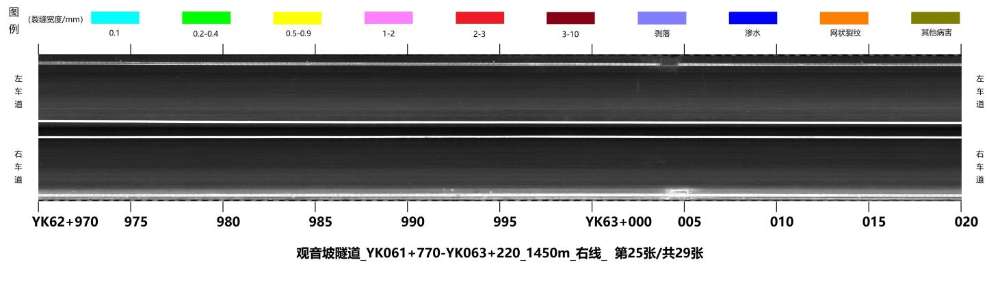 图例
(裂缝宽度/mm)
0.1 0.2-0.4 0.5-0.9 1-2 2-3 3-10 剥落 渗水 网状裂纹 其他病害
左车道 左车道
右车道 右车道
YK62+970 975 980 985 990 995 YK63+000 005 010 015 020
观音坡隧道_YK061+770-YK063+220_1450m_右线_ 第25张/共29张